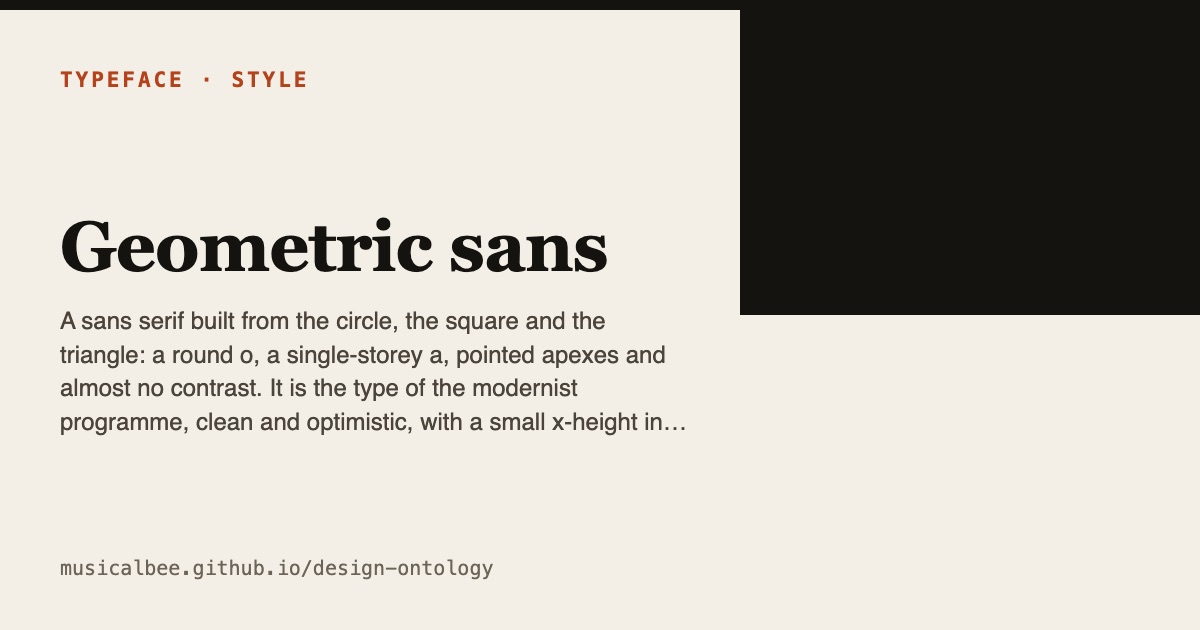 TYPEFACE · STYLE
Geometric sans
A sans serif built from the circle, the square and the
triangle: a round o, a single-storey a, pointed apexes and
almost no contrast. It is the type of the modernist
programme, clean and optimistic, with a small x-height in…
musicalbee.github.io/design-ontology